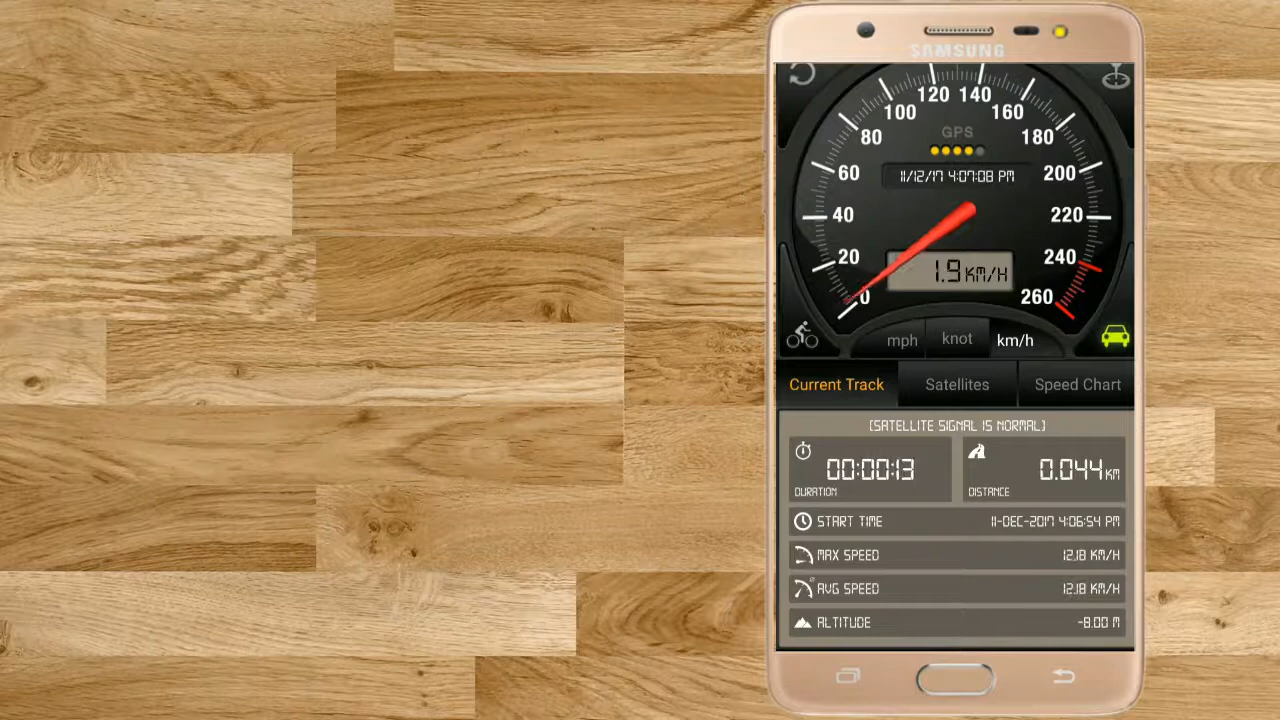 SAMSUNG
120 140
100 160
80 180
GPS
60 11/12/17 4:07:08 PM 200
40 220
20 240
1.9 KM/H
0 260
mph knot km/h
Current Track Satellites Speed Chart
[SATELLITE SIGNAL IS NORMAL]
00:00:13 0.044 KM
DURATION DISTANCE
START TIME 11-DEC-2017 4:06:54 PM
MAX SPEED 12.18 KM/H
AVG SPEED 12.18 KM/H
ALTITUDE -8.00 M